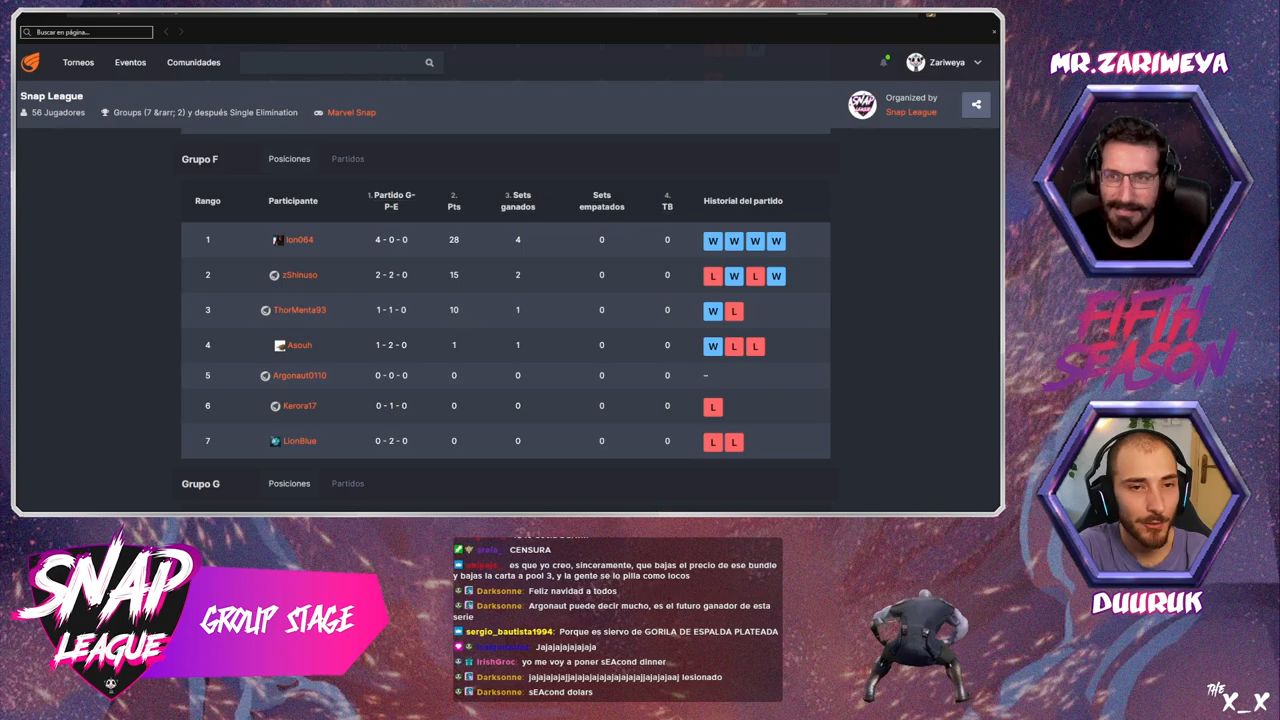 Buscar en página...
Torneos Eventos Comunidades
Zariweya
Snap League
56 Jugadores Groups (7 &rarr; 2) y después Single Elimination Marvel Snap
Organized by
Snap League
Grupo F Posiciones Partidos
Rango Participante 1. Partido G-P-E 2. Pts 3. Sets ganados Sets empatados 4. TB Historial del partido
1 Ion064 4 - 0 - 0 28 4 0 0 W W W W
2 zShinuso 2 - 2 - 0 15 2 0 0 L W L W
3 ThorMenta93 1 - 1 - 0 10 1 0 0 W L
4 Asouh 1 - 2 - 0 1 1 0 0 W L L
5 Argonaut0110 0 - 0 - 0 0 0 0 0 –
6 Kerora17 0 - 1 - 0 0 0 0 0 L
7 LionBlue 0 - 2 - 0 0 0 0 0 L L
Grupo G Posiciones Partidos
MR.ZARIWEYA
FIFTH
SEASON
DUURUK
SNAP
LEAGUE
GROUP STAGE
CENSURA
es que yo creo, sinceramente, que bajas el precio de ese bundle
y bajas la carta a pool 3, y la gente se lo pilla como locos
Darksonne: Feliz navidad a todos
Darksonne: Argonaut puede decir mucho, es el futuro ganador de esta
serie
sergio_bautista1994: Porque es siervo de GORILA DE ESPALDA PLATEADA
Jajajajajajaja
IrishGroc: yo me voy a poner sEAcond dinner
Darksonne: jajajajajjajajajajajajajajajjajajajaaj lesionado
Darksonne: sEAcond dolars
THE
X_X